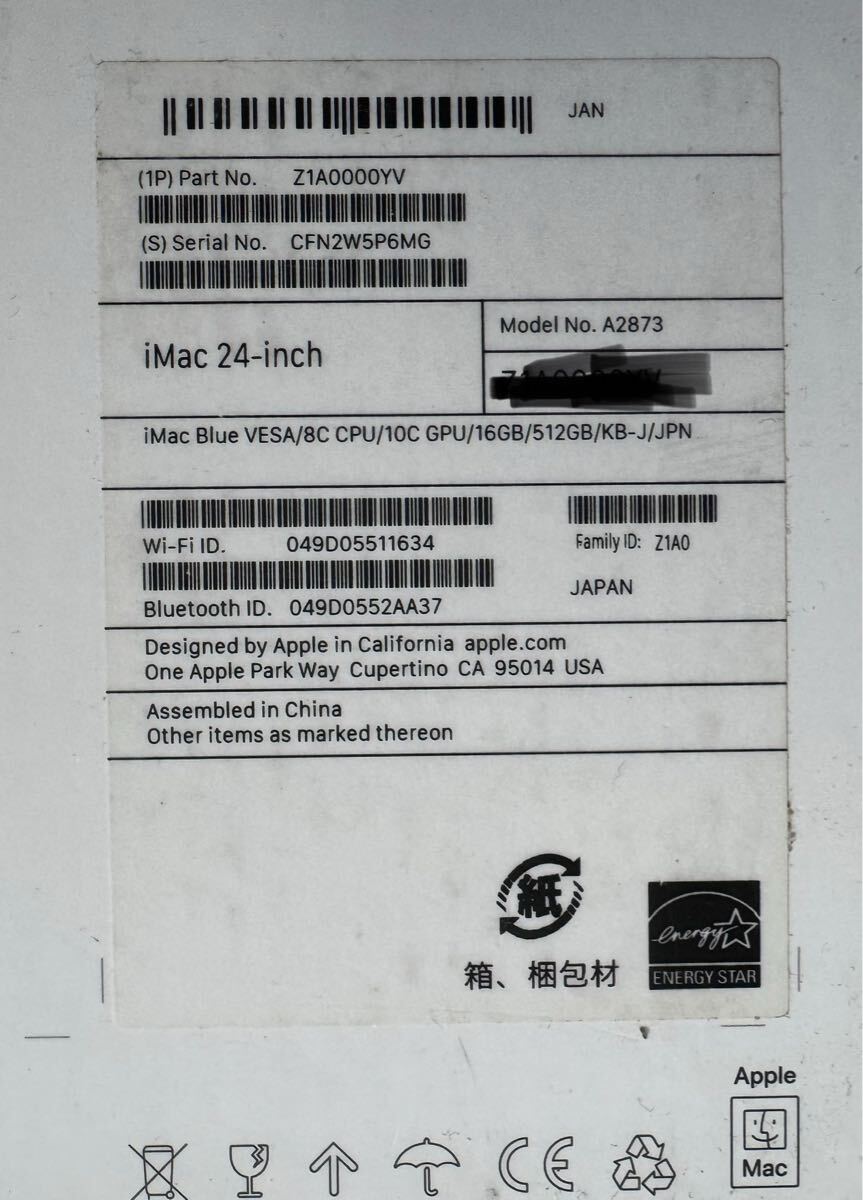 JAN
(1P) Part No. Z1A0000YV
(S) Serial No. CFN2W5P6MG
iMac 24-inch
Model No. A2873
iMac Blue VESA/8C CPU/10C GPU/16GB/512GB/KB-J/JPN
Wi-Fi ID. 049D05511634
Family ID: Z1A0
Bluetooth ID. 049D0552AA37
JAPAN
Designed by Apple in California apple.com
One Apple Park Way Cupertino CA 95014 USA
Assembled in China
Other items as marked thereon
紙
箱、梱包材
energy
ENERGY STAR
Apple
Mac
CE